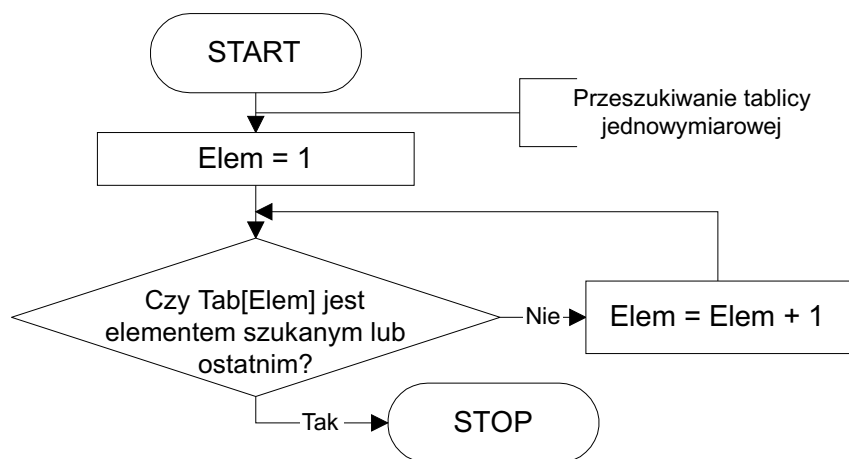 START
Przeszukiwanie tablicy
jednowymiarowej
Elem = 1
Czy Tab[Elem] jest
elementem szukanym lub
ostatnim?
Nie
Elem = Elem + 1
Tak
STOP